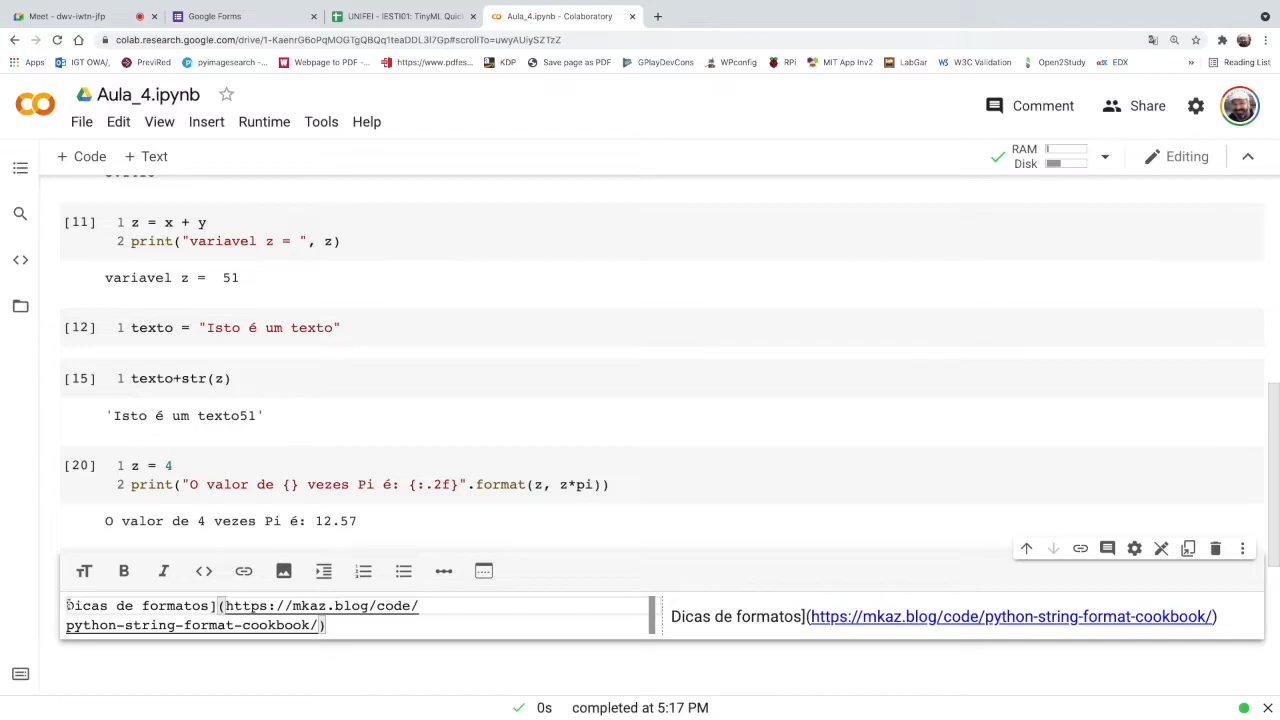 Meet - dwv-iwtn-jfp
Google Forms
UNIFEI - IESTI01: TinyML Quic
Aula_4.ipynb - Colaboratory
colab.research.google.com/drive/1-KaenrG6oPqMOGTgQBQq1teaDDL3l7Gp#scrollTo=uwyAUiySZTzZ
Apps
IGT OWA/,
PreviRed
pyimagesearch -...
Webpage to PDF -...
https://www.pdfes...
KDP
Save page as PDF
GPlayDevCons
WPconfig
RPi
MIT App Inv2
LabGar
W3C Validation
Open2Study
EDX
»
Reading List
Aula_4.ipynb
Comment
Share
File Edit View Insert Runtime Tools Help
+ Code + Text
RAM
Disk
Editing
[11] 1 z = x + y
2 print("variavel z = ", z)
variavel z =  51
[12] 1 texto = "Isto é um texto"
[15] 1 texto+str(z)
'Isto é um texto51'
[20] 1 z = 4
2 print("O valor de {} vezes Pi é: {:.2f}".format(z, z*pi))
O valor de 4 vezes Pi é: 12.57
Dicas de formatos](https://mkaz.blog/code/
python-string-format-cookbook/)
Dicas de formatos](https://mkaz.blog/code/python-string-format-cookbook/)
0s completed at 5:17 PM